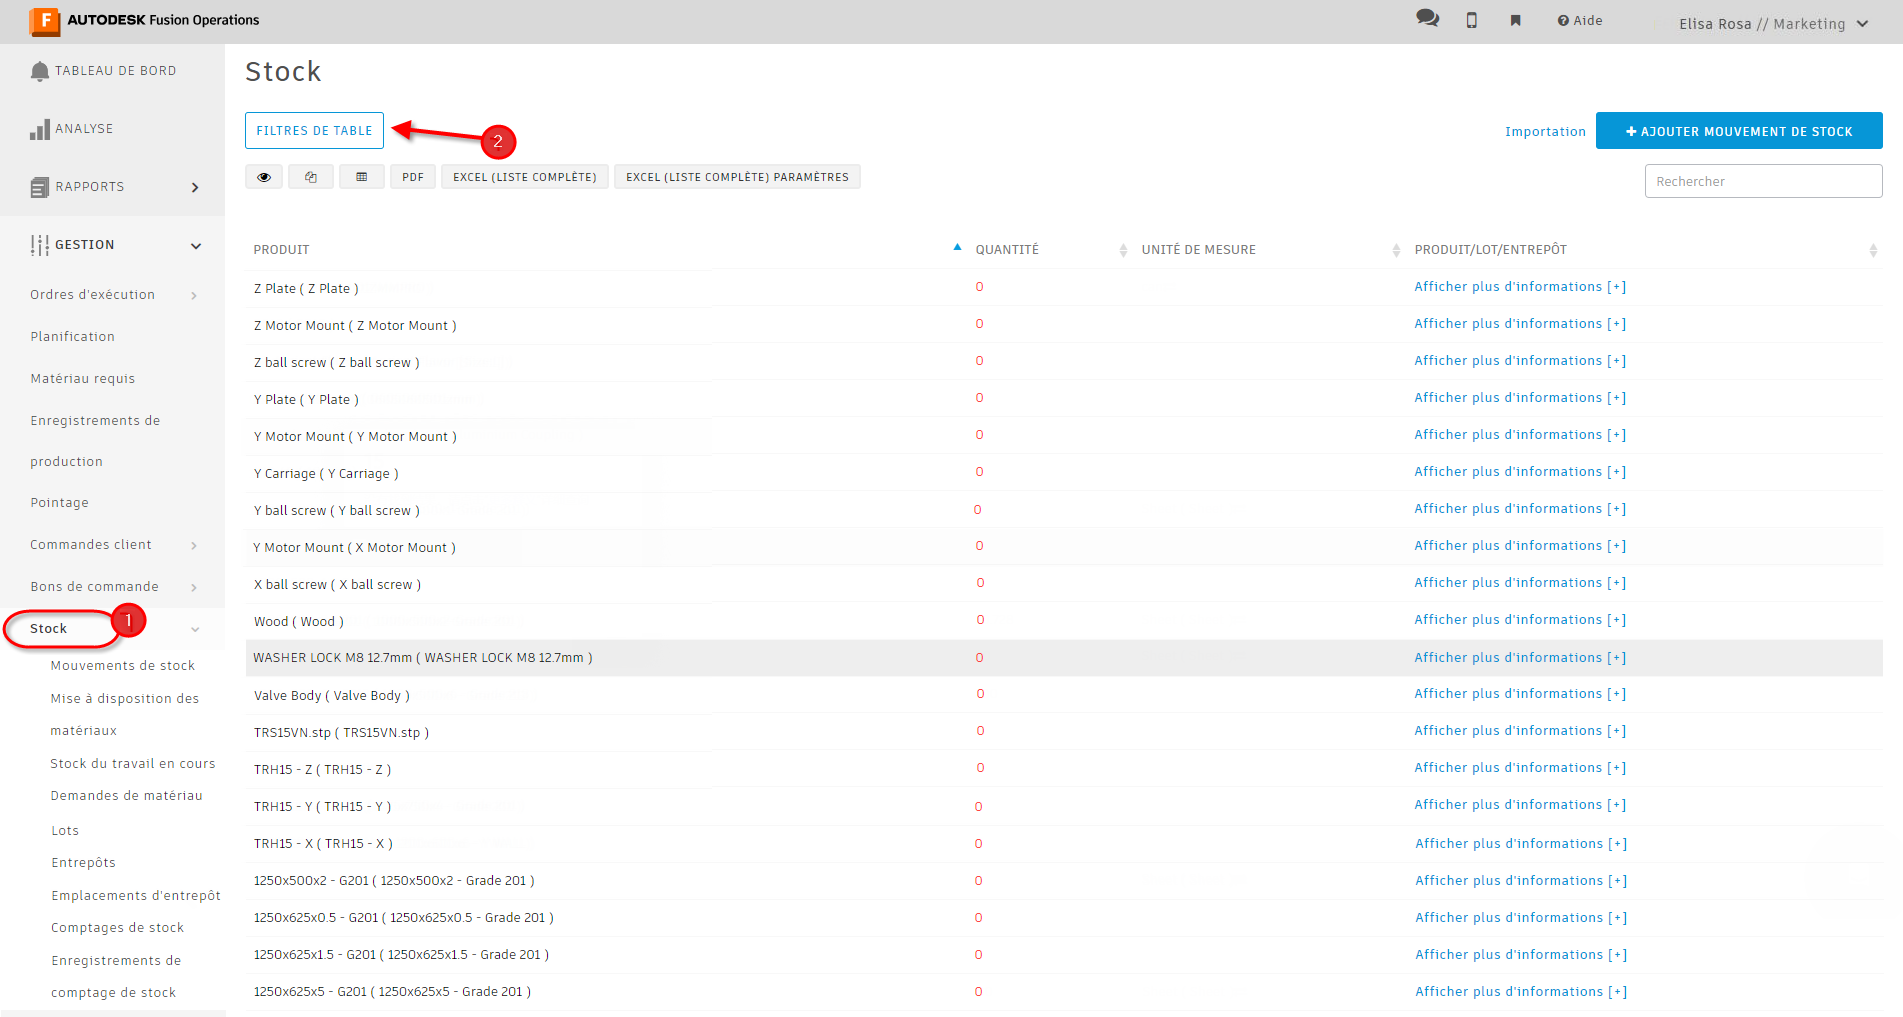 F AUTODESK Fusion Operations
Aide
Elisa Rosa // Marketing
TABLEAU DE BORD
ANALYSE
RAPPORTS
GESTION
Ordres d'exécution
Planification
Matériau requis
Enregistrements de
production
Pointage
Commandes client
Bons de commande
Stock
1
Mouvements de stock
Mise à disposition des
matériaux
Stock du travail en cours
Demandes de matériau
Lots
Entrepôts
Emplacements d'entrepôt
Comptages de stock
Enregistrements de
comptage de stock
Stock
FILTRES DE TABLE
2
Importation
+ AJOUTER MOUVEMENT DE STOCK
PDF
EXCEL (LISTE COMPLÈTE)
EXCEL (LISTE COMPLÈTE) PARAMÈTRES
Rechercher
PRODUIT QUANTITÉ UNITÉ DE MESURE PRODUIT/LOT/ENTREPÔT
Z Plate ( Z Plate ) 0 Afficher plus d'informations [+]
Z Motor Mount ( Z Motor Mount ) 0 Afficher plus d'informations [+]
Z ball screw ( Z ball screw ) 0 Afficher plus d'informations [+]
Y Plate ( Y Plate ) 0 Afficher plus d'informations [+]
Y Motor Mount ( Y Motor Mount ) 0 Afficher plus d'informations [+]
Y Carriage ( Y Carriage ) 0 Afficher plus d'informations [+]
Y ball screw ( Y ball screw ) 0 Afficher plus d'informations [+]
Y Motor Mount ( X Motor Mount ) 0 Afficher plus d'informations [+]
X ball screw ( X ball screw ) 0 Afficher plus d'informations [+]
Wood ( Wood ) 0 Afficher plus d'informations [+]
WASHER LOCK M8 12.7mm ( WASHER LOCK M8 12.7mm ) 0 Afficher plus d'informations [+]
Valve Body ( Valve Body ) 0 Afficher plus d'informations [+]
TRS15VN.stp ( TRS15VN.stp ) 0 Afficher plus d'informations [+]
TRH15 - Z ( TRH15 - Z ) 0 Afficher plus d'informations [+]
TRH15 - Y ( TRH15 - Y ) 0 Afficher plus d'informations [+]
TRH15 - X ( TRH15 - X ) 0 Afficher plus d'informations [+]
1250x500x2 - G201 ( 1250x500x2 - Grade 201 ) 0 Afficher plus d'informations [+]
1250x625x0.5 - G201 ( 1250x625x0.5 - Grade 201 ) 0 Afficher plus d'informations [+]
1250x625x1.5 - G201 ( 1250x625x1.5 - Grade 201 ) 0 Afficher plus d'informations [+]
1250x625x5 - G201 ( 1250x625x5 - Grade 201 ) 0 Afficher plus d'informations [+]